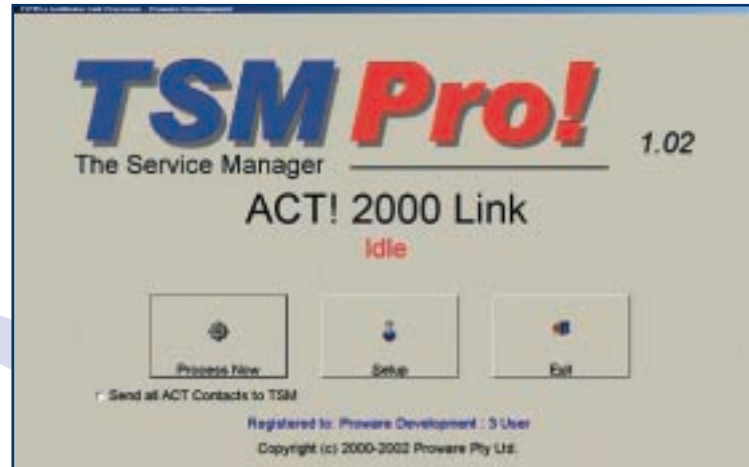 TSM Pro!
1.02
The Service Manager
ACT! 2000 Link
Idle
Process Now
Setup
Exit
Send all ACT Contacts to TSM
Registered to: Proware Development : 3 User
Copyright (c) 2000-2002 Proware Pty Ltd.